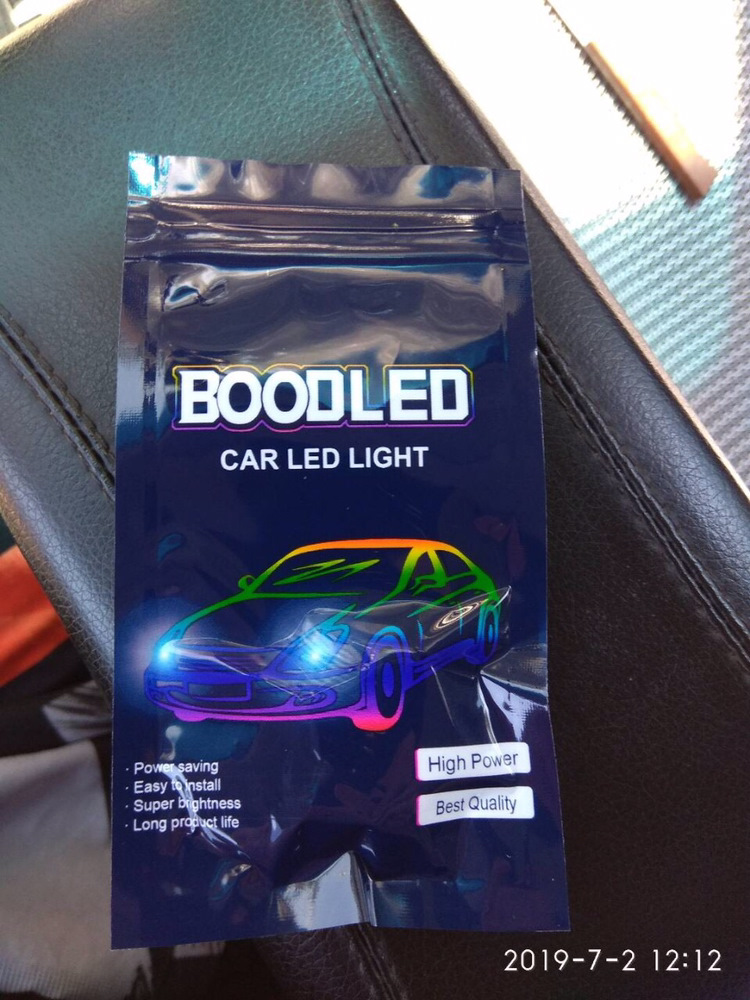 BOODLED
CAR LED LIGHT
· Power saving
· Easy to install
· Super brightness
· Long product life
High Power
Best Quality
2019-7-2 12:12